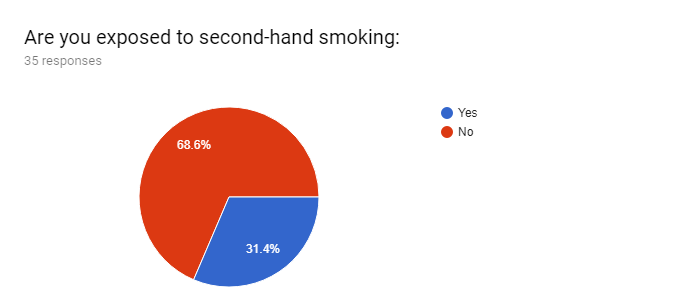 Are you exposed to second-hand smoking:
35 responses
Yes
No
68.6%
31.4%